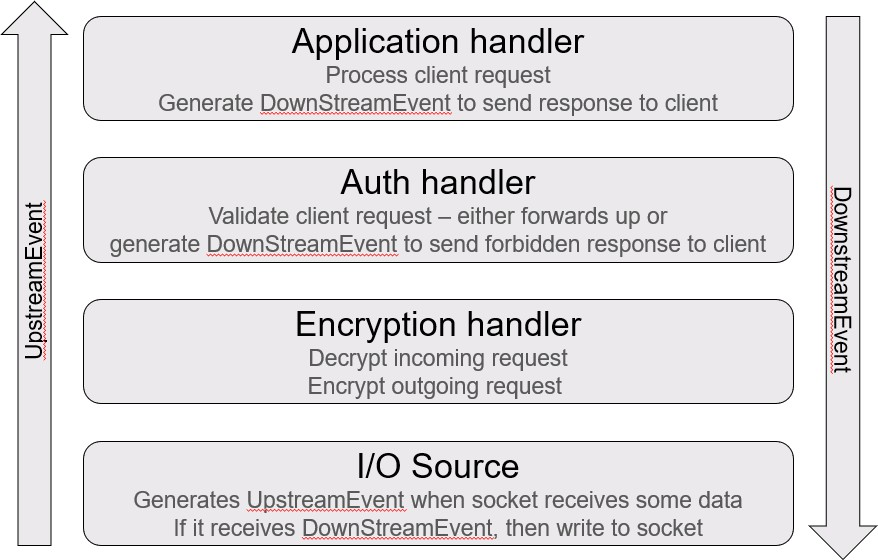 Application handler
Process client request
Generate DownStreamEvent to send response to client
Auth handler
Validate client request – either forwards up or
generate DownStreamEvent to send forbidden response to client
Encryption handler
Decrypt incoming request
Encrypt outgoing request
I/O Source
Generates UpstreamEvent when socket receives some data
If it receives DownStreamEvent, then write to socket
UpstreamEvent
DownstreamEvent